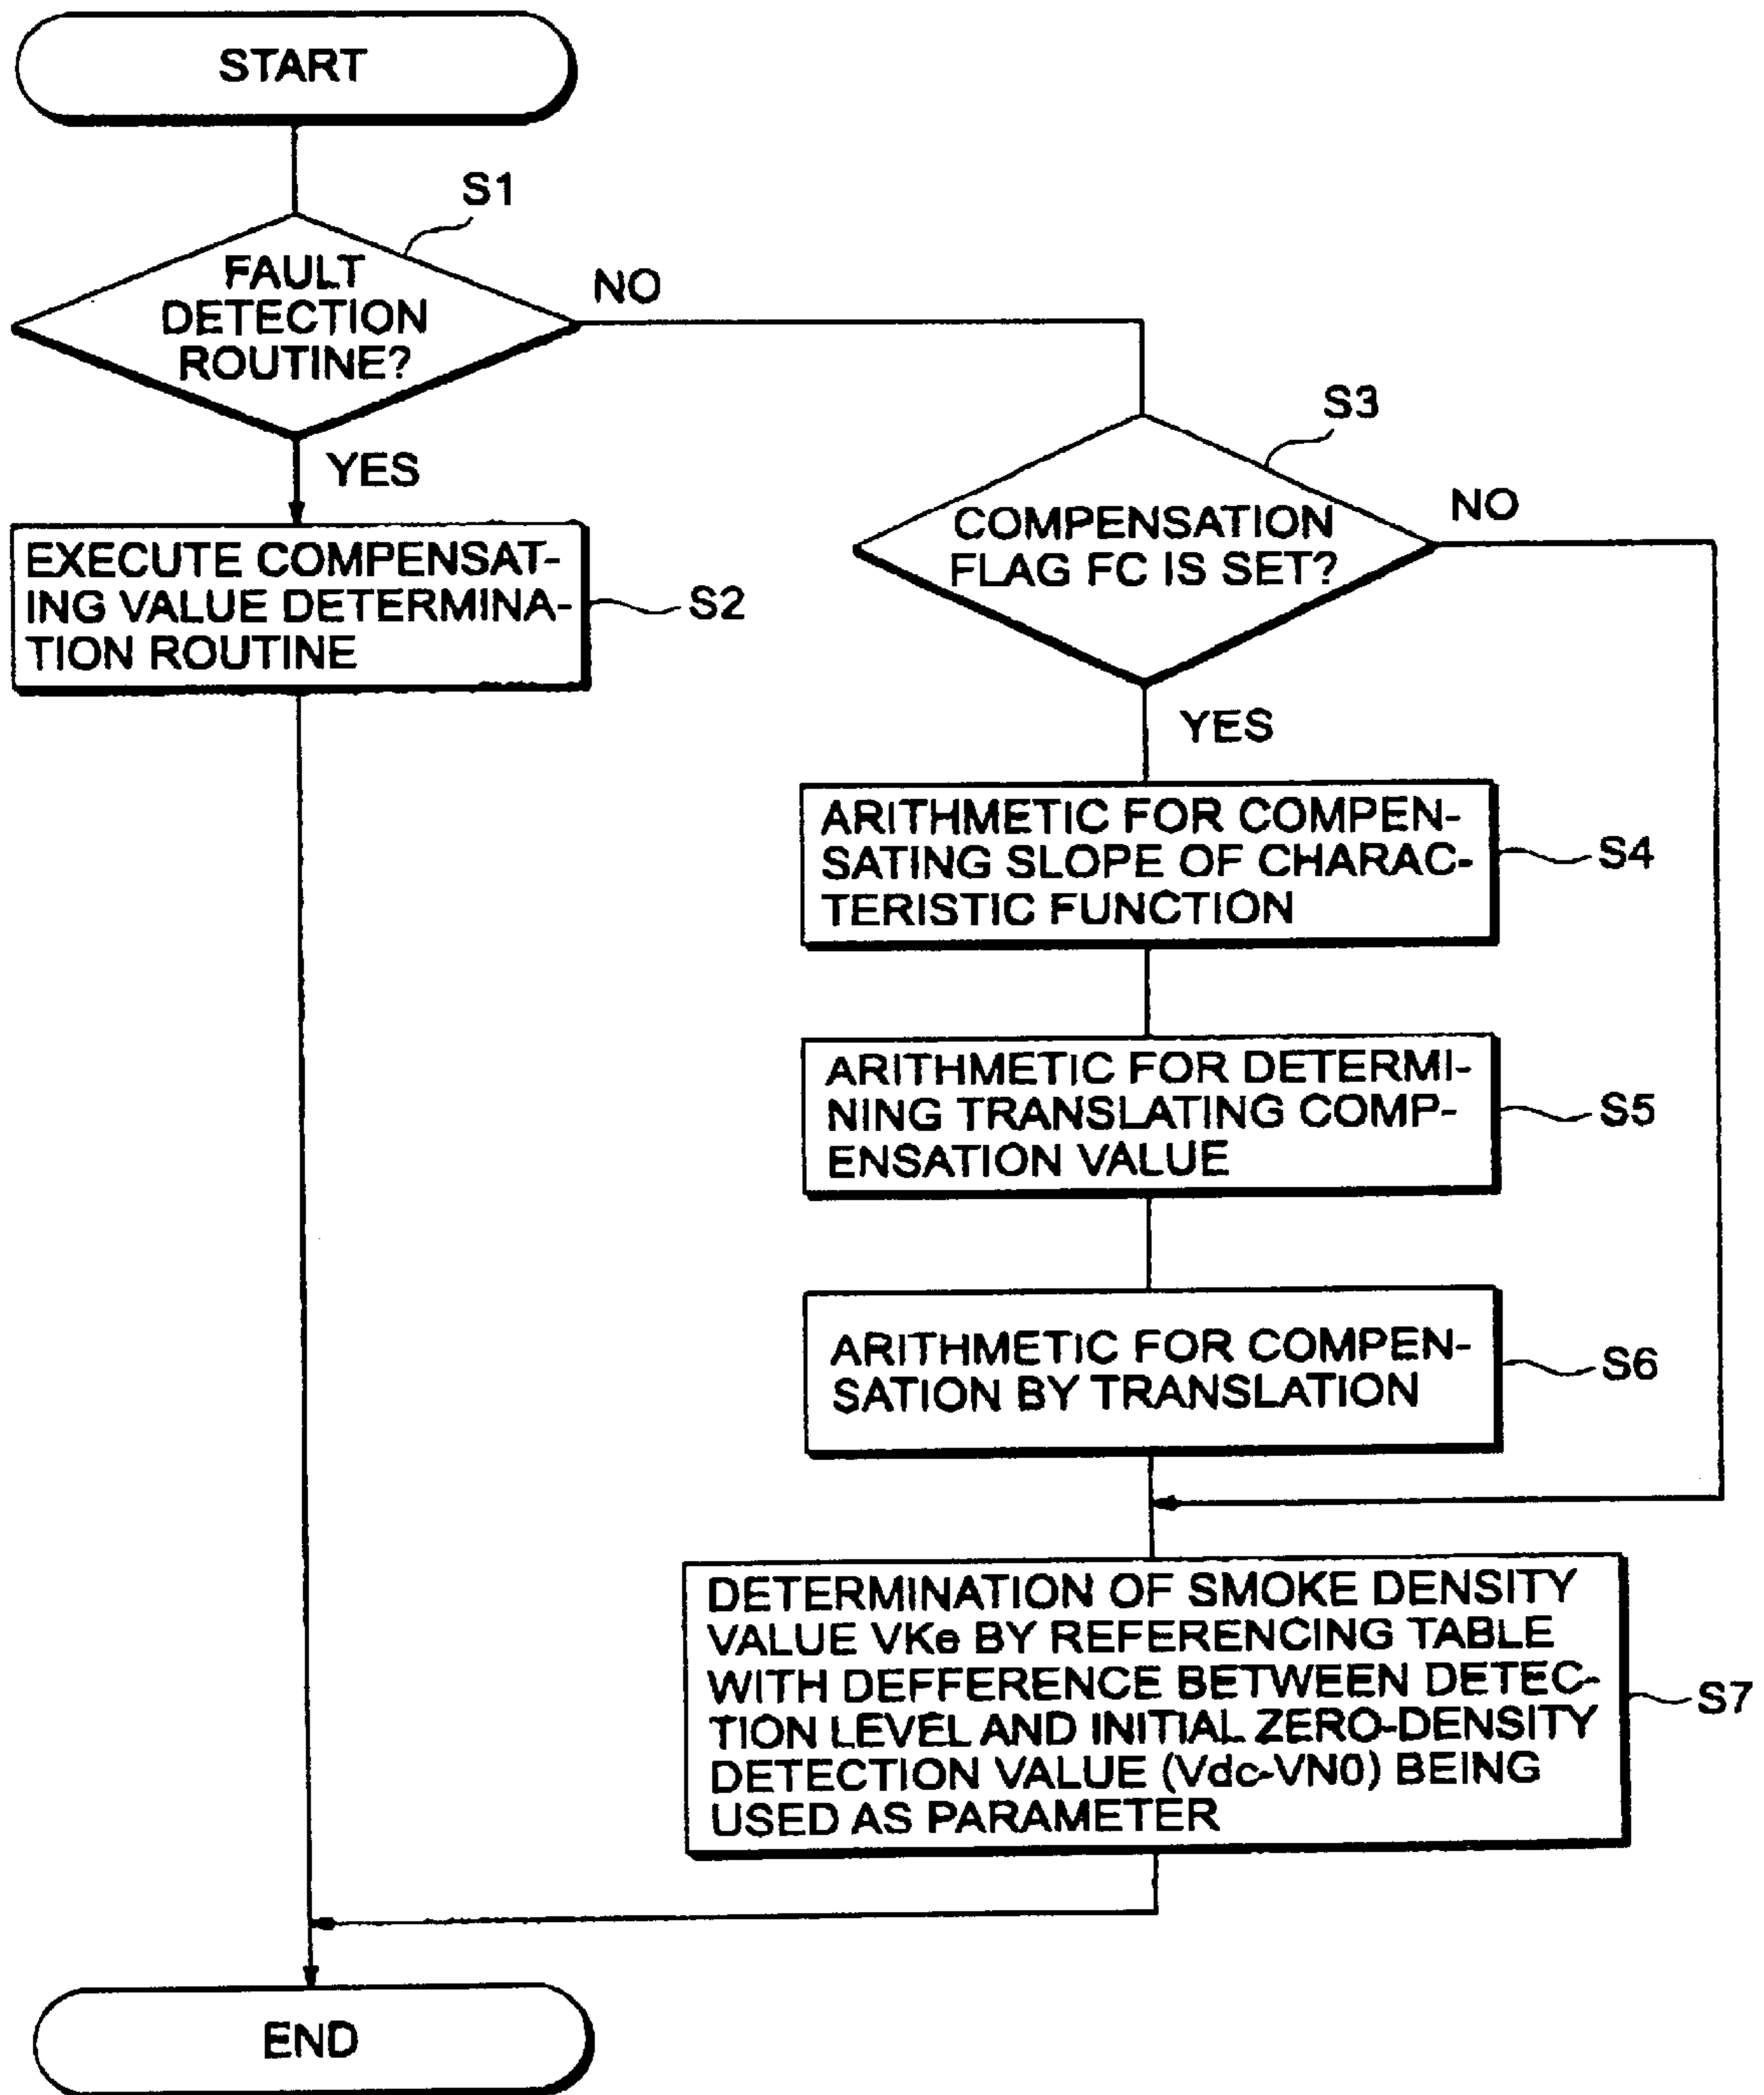 START
S1
FAULT
DETECTION
ROUTINE?
NO
YES
EXECUTE COMPENSAT-
ING VALUE DETERMINA-
TION ROUTINE
S2
S3
COMPENSATION
FLAG FC IS SET?
NO
YES
ARITHMETIC FOR COMPEN-
SATING SLOPE OF CHARAC-
TERISTIC FUNCTION
S4
ARITHMETIC FOR DETERMI-
NING TRANSLATING COMP-
ENSATION VALUE
S5
ARITHMETIC FOR COMPEN-
SATION BY TRANSLATION
S6
DETERMINATION OF SMOKE DENSITY
VALUE VKe BY REFERENCING TABLE
WITH DEFFERENCE BETWEEN DETEC-
TION LEVEL AND INITIAL ZERO-DENSITY
DETECTION VALUE (Vdc-VN0) BEING
USED AS PARAMETER
S7
END